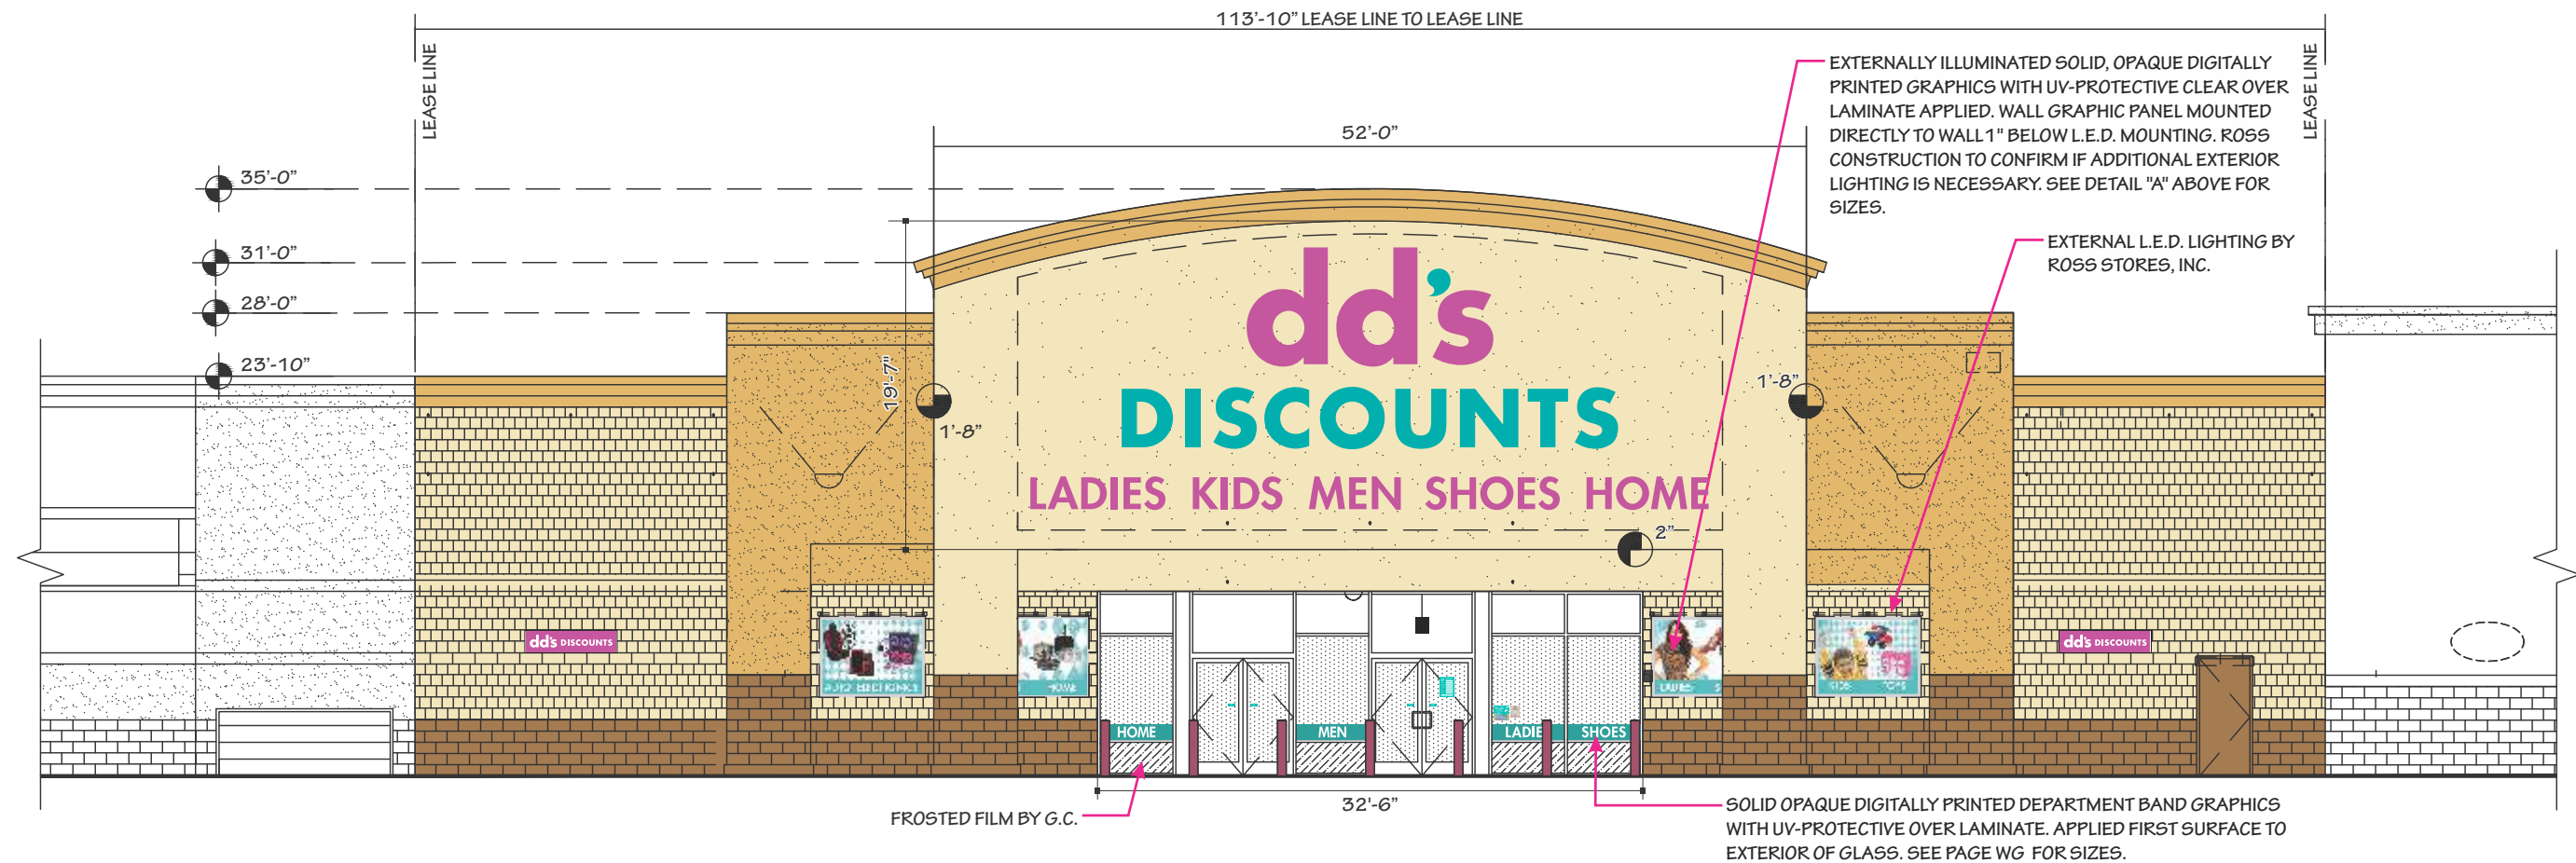 113'-10" LEASE LINE TO LEASE LINE
LEASE LINE
LEASE LINE
EXTERNALLY ILLUMINATED SOLID, OPAQUE DIGITALLY
PRINTED GRAPHICS WITH UV-PROTECTIVE CLEAR OVER
LAMINATE APPLIED. WALL GRAPHIC PANEL MOUNTED
DIRECTLY TO WALL 1" BELOW L.E.D. MOUNTING. ROSS
CONSTRUCTION TO CONFIRM IF ADDITIONAL EXTERIOR
LIGHTING IS NECESSARY. SEE DETAIL "A" ABOVE FOR
SIZES.
52'-0"
35'-0"
31'-0"
28'-0"
23'-10"
EXTERNAL L.E.D. LIGHTING BY
ROSS STORES, INC.
19'-7"
1'-8"
1'-8"
dd's
DISCOUNTS
LADIES KIDS MEN SHOES HOME
2"
dd's DISCOUNTS
dd's DISCOUNTS
HOME
LADIES
KIDS
HOME
MEN
LADIE
SHOES
32'-6"
FROSTED FILM BY G.C.
SOLID OPAQUE DIGITALLY PRINTED DEPARTMENT BAND GRAPHICS
WITH UV-PROTECTIVE OVER LAMINATE. APPLIED FIRST SURFACE TO
EXTERIOR OF GLASS. SEE PAGE WG FOR SIZES.